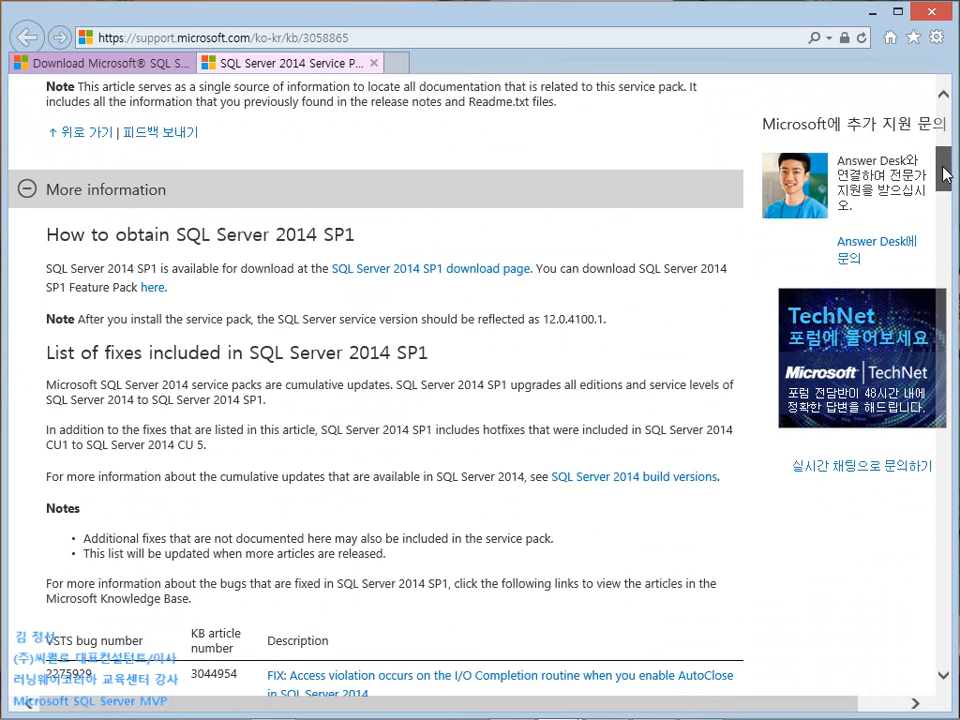 https://support.microsoft.com/ko-kr/kb/3058865
Download Microsoft® SQL S...
SQL Server 2014 Service P...
Note This article serves as a single source of information to locate all documentation that is related to this service pack. It
includes all the information that you previously found in the release notes and Readme.txt files.
↑ 위로 가기 | 피드백 보내기
More information
How to obtain SQL Server 2014 SP1
SQL Server 2014 SP1 is available for download at the SQL Server 2014 SP1 download page. You can download SQL Server 2014
SP1 Feature Pack here.
Note After you install the service pack, the SQL Server service version should be reflected as 12.0.4100.1.
List of fixes included in SQL Server 2014 SP1
Microsoft SQL Server 2014 service packs are cumulative updates. SQL Server 2014 SP1 upgrades all editions and service levels of
SQL Server 2014 to SQL Server 2014 SP1.
In addition to the fixes that are listed in this article, SQL Server 2014 SP1 includes hotfixes that were included in SQL Server 2014
CU1 to SQL Server 2014 CU 5.
For more information about the cumulative updates that are available in SQL Server 2014, see SQL Server 2014 build versions.
Notes
• Additional fixes that are not documented here may also be included in the service pack.
• This list will be updated when more articles are released.
For more information about the bugs that are fixed in SQL Server 2014 SP1, click the following links to view the articles in the
Microsoft Knowledge Base.
VSTS bug number
KB article
number
Description
2275929
3044954
FIX: Access violation occurs on the I/O Completion routine when you enable AutoClose
in SQL Server 2014
Microsoft에 추가 지원 문의
Answer Desk와
연결하여 전문가
지원을 받으십시
오.
Answer Desk에
문의
TechNet
포럼에 물어보세요
Microsoft | TechNet
포럼 전담반이 48시간 내에
정확한 답변을 해드립니다.
실시간 채팅으로 문의하기
김 정선
(주)씨퀄로 대표컨설턴트/이사
러닝웨이코리아 교육센터 강사
Microsoft SQL Server MVP